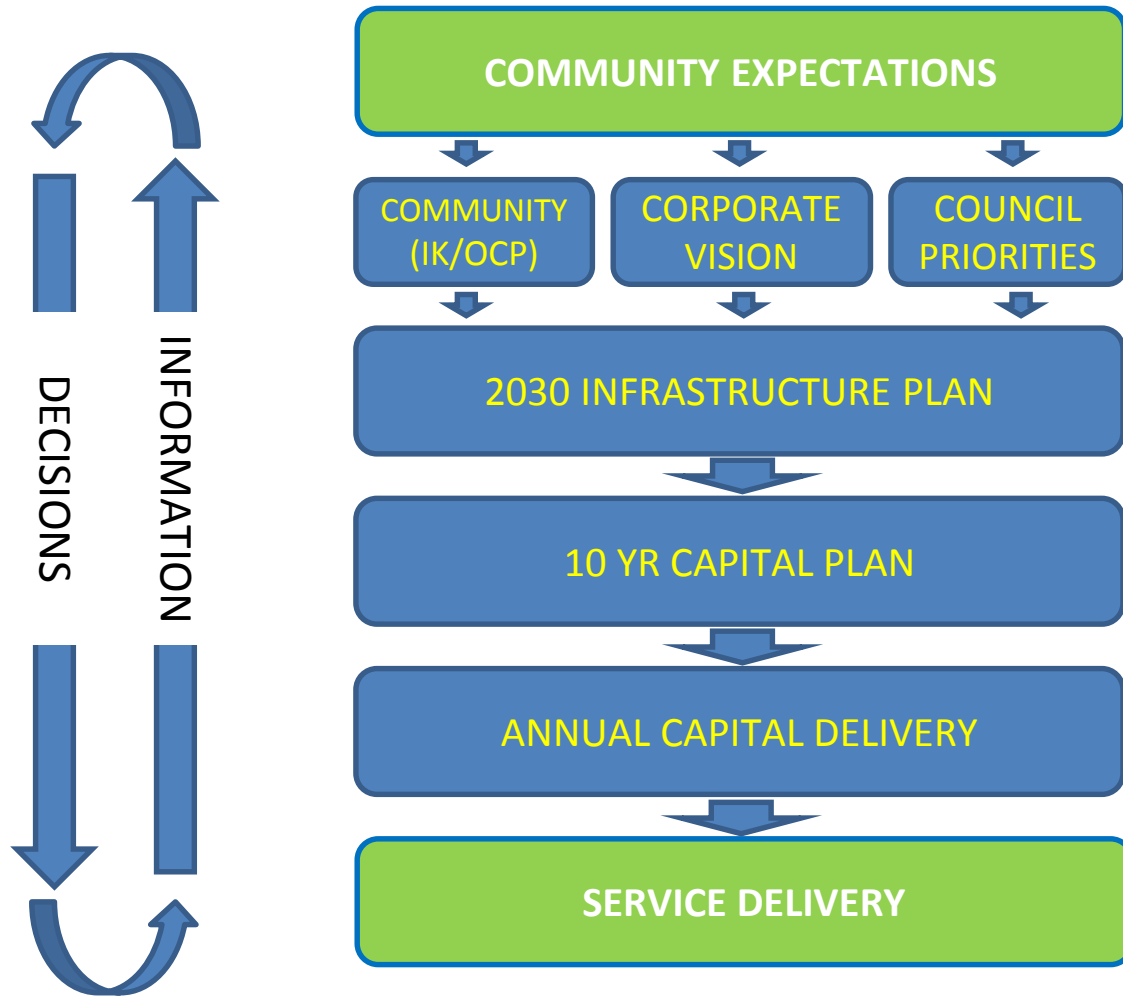 COMMUNITY EXPECTATIONS
COMMUNITY
(IK/OCP)
CORPORATE
VISION
COUNCIL
PRIORITIES
2030 INFRASTRUCTURE PLAN
10 YR CAPITAL PLAN
ANNUAL CAPITAL DELIVERY
SERVICE DELIVERY
DECISIONS
INFORMATION